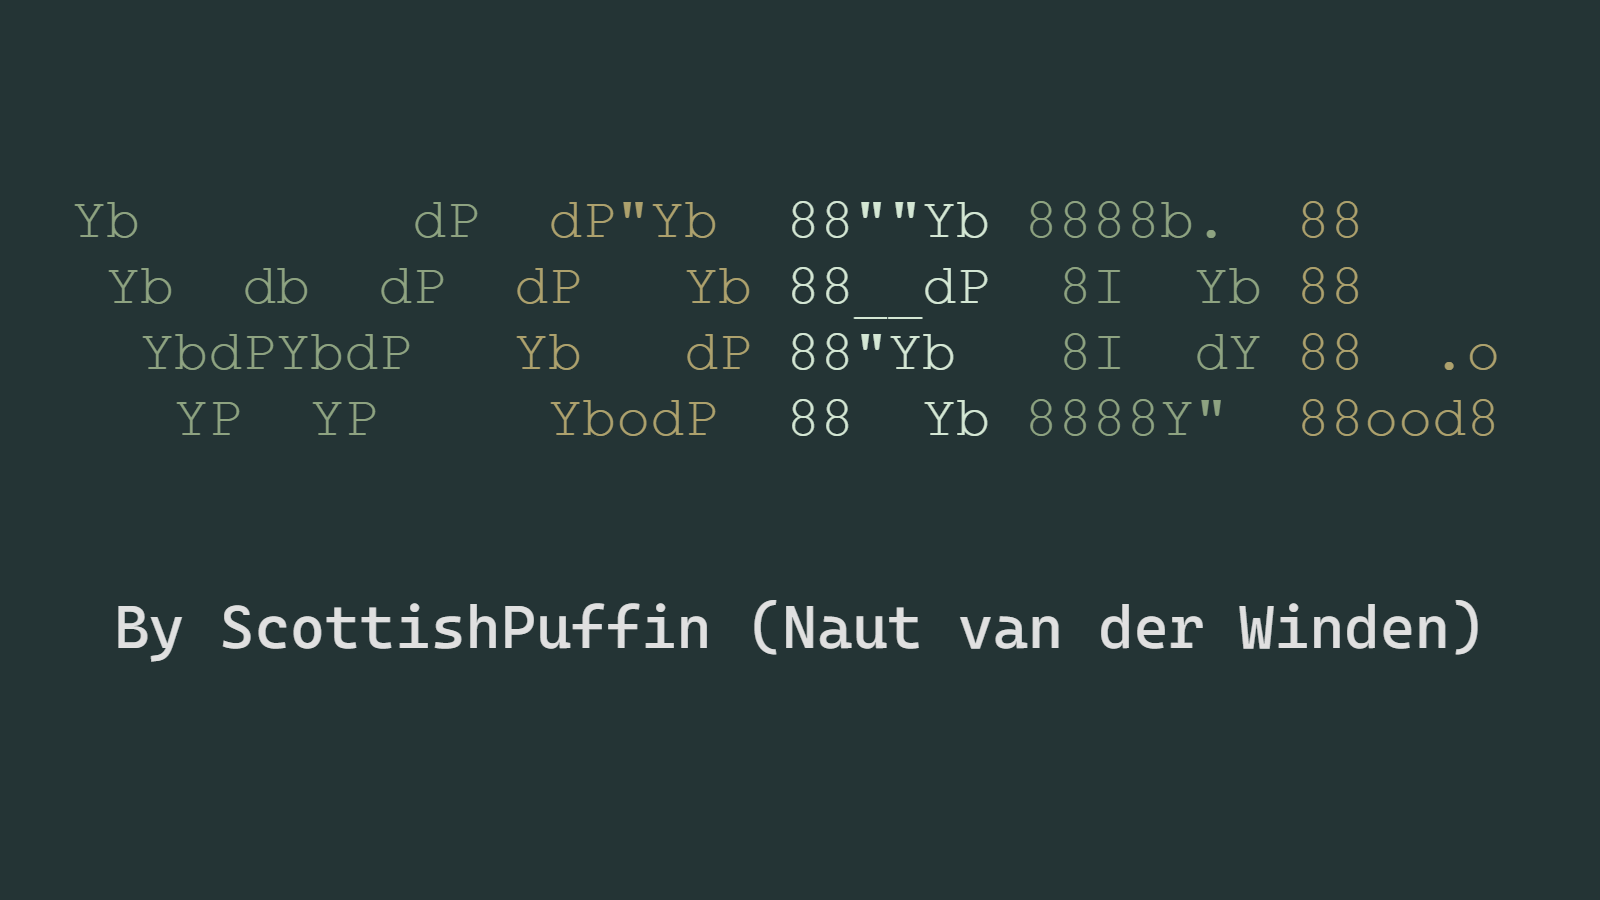 Yb        dP  dP"Yb  88""Yb 8888b.  88
 Yb  db  dP  dP   Yb 88__dP  8I  Yb 88
  YbdPYbdP   Yb   dP 88"Yb   8I  dY 88  .o
   YP  YP     YbodP  88  Yb 8888Y"  88ood8
By ScottishPuffin (Naut van der Winden)